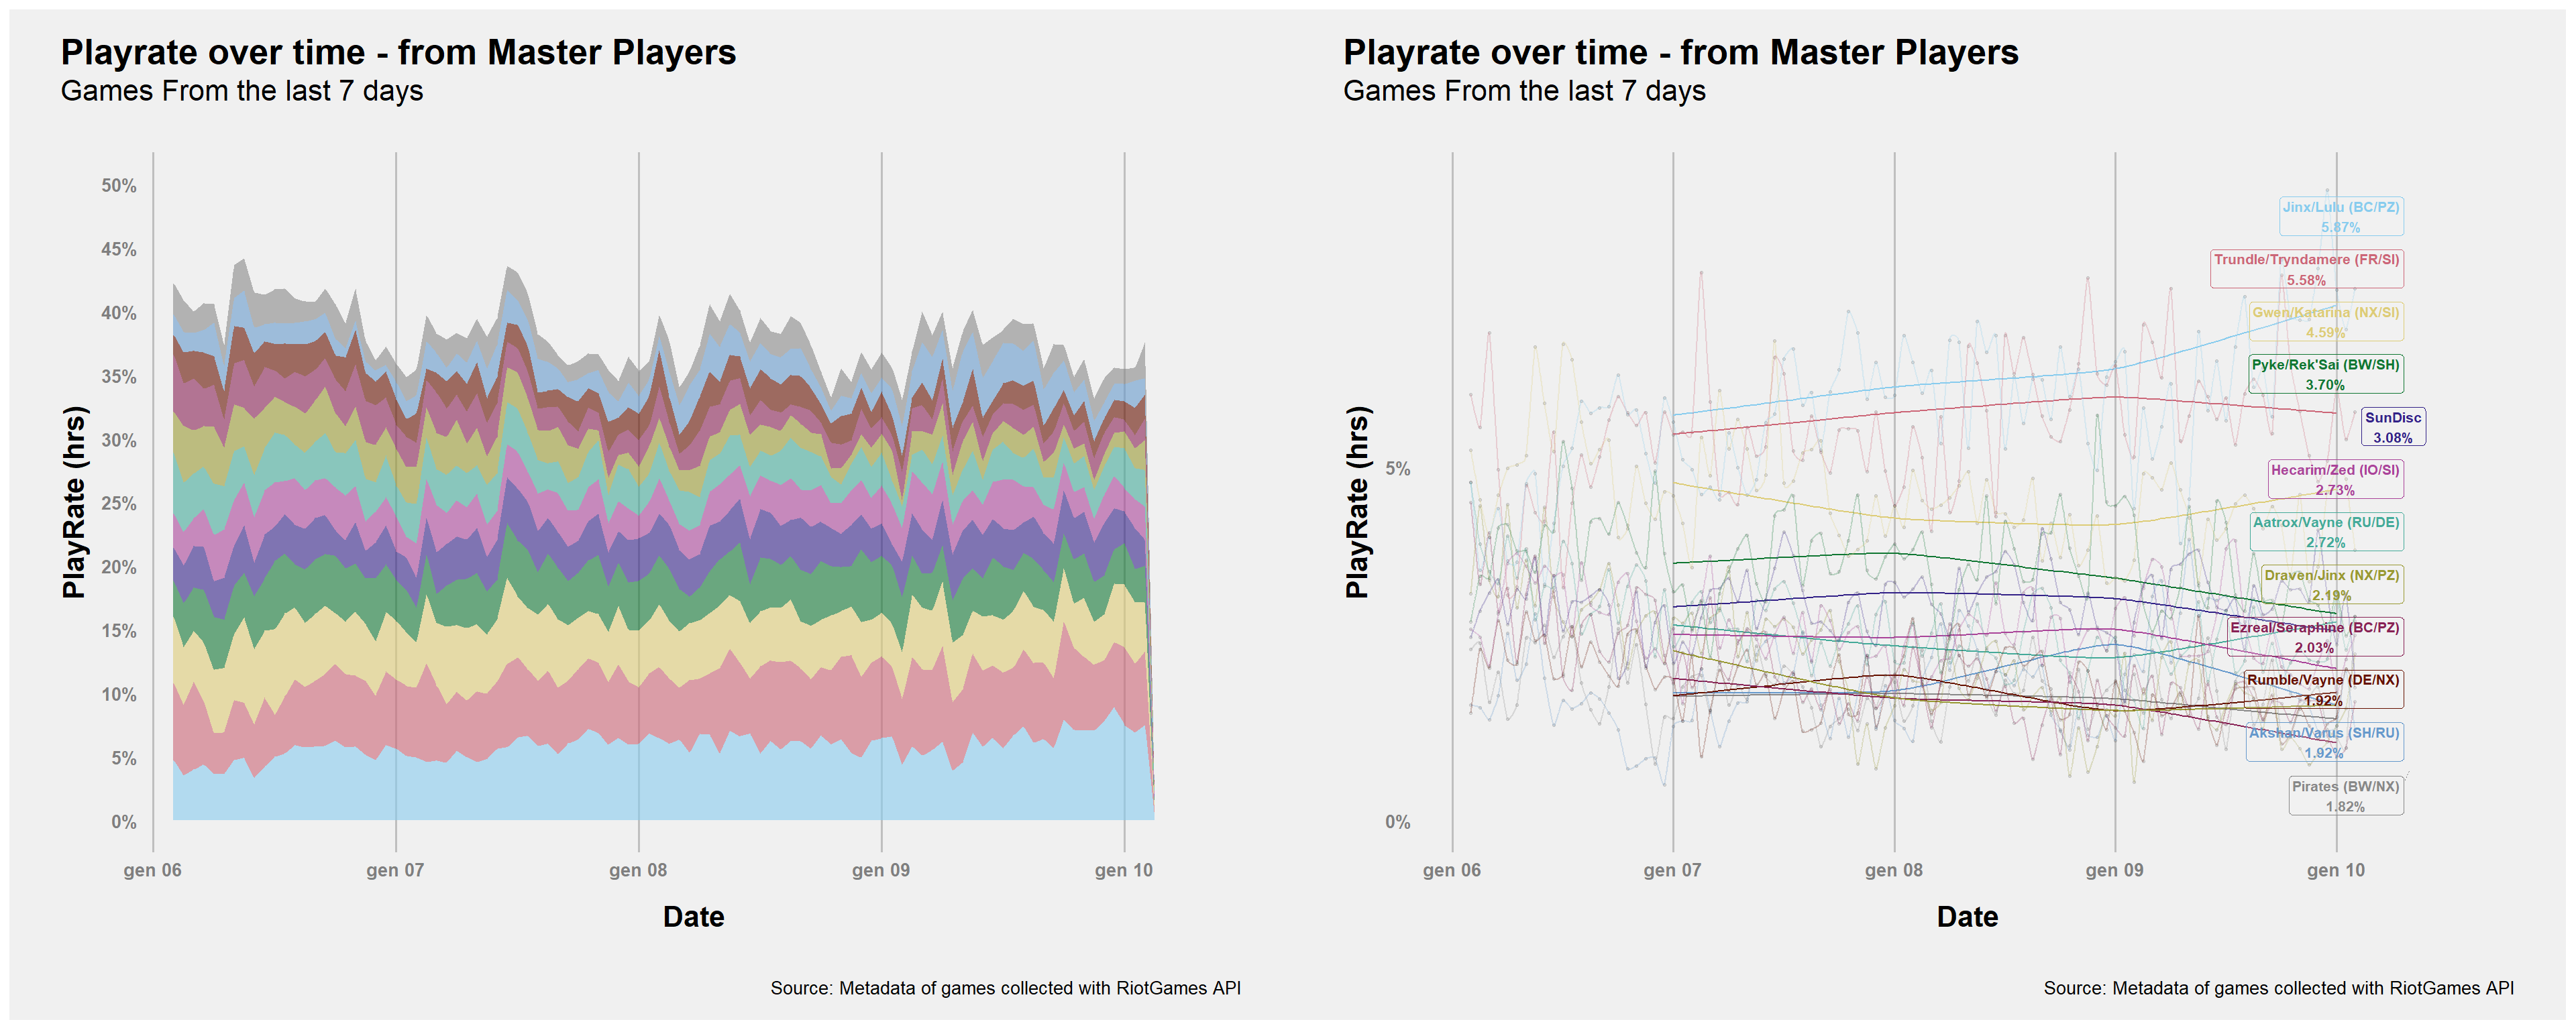 Playrate over time - from Master Players
Games From the last 7 days
PlayRate (hrs)
50%
45%
40%
35%
30%
25%
20%
15%
10%
5%
0%
gen 06
gen 07
gen 08
gen 09
gen 10
Date
Source: Metadata of games collected with RiotGames API
Playrate over time - from Master Players
Games From the last 7 days
PlayRate (hrs)
5%
0%
Jinx/Lulu (BC/PZ)
5.87%
Trundle/Tryndamere (FR/SI)
5.58%
Gwen/Katarina (NX/SI)
4.59%
Pyke/Rek'Sai (BW/SH)
3.70%
SunDisc
3.08%
Hecarim/Zed (IO/SI)
2.73%
Aatrox/Vayne (RU/DE)
2.72%
Draven/Jinx (NX/PZ)
2.19%
Ezreal/Seraphine (BC/PZ)
2.03%
Rumble/Vayne (DE/NX)
1.92%
Akshan/Varus (SH/RU)
1.92%
Pirates (BW/NX)
1.82%
gen 06
gen 07
gen 08
gen 09
gen 10
Date
Source: Metadata of games collected with RiotGames API